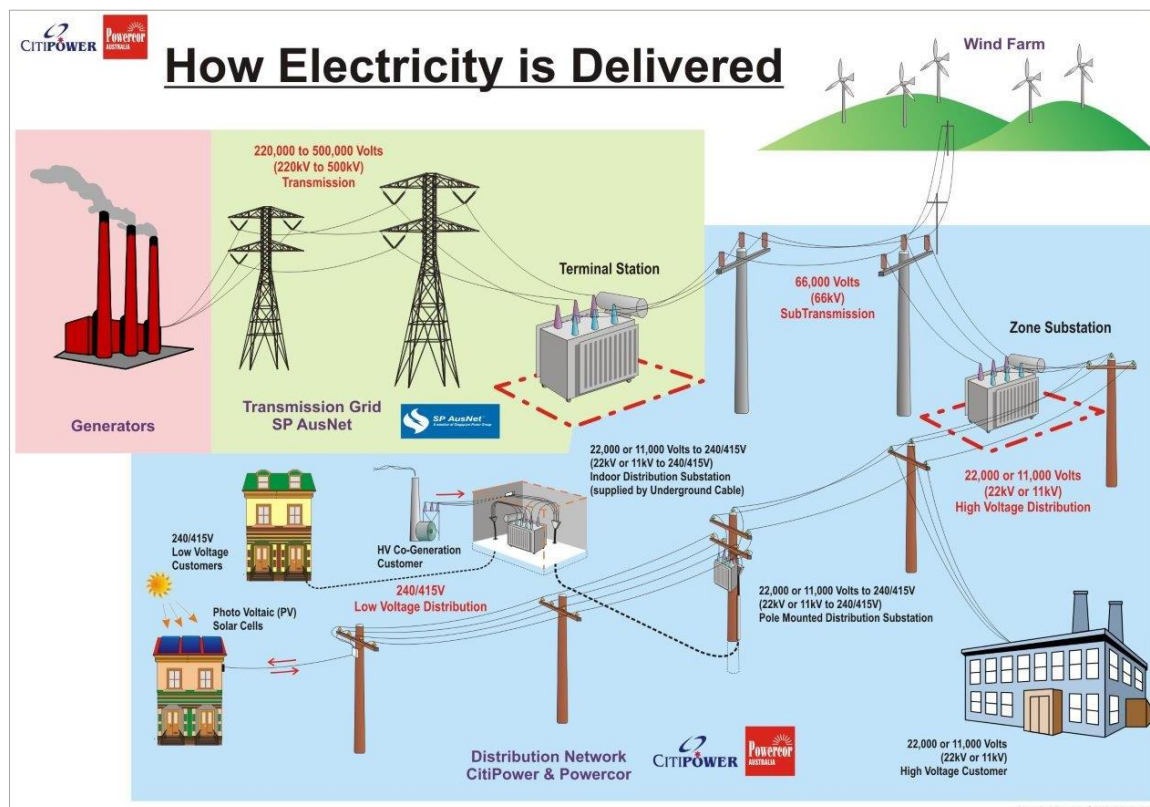 CITIPOWER
Powercor
AUSTRALIA
How Electricity is Delivered
Wind Farm
220,000 to 500,000 Volts
(220kV to 500kV)
Transmission
Terminal Station
66,000 Volts
(66kV)
SubTransmission
Zone Substation
Generators
Transmission Grid
SP AusNet
SP AusNet
22,000 or 11,000 Volts to 240/415V
(22kV or 11kV to 240/415V)
Indoor Distribution Substation
(supplied by Underground Cable)
22,000 or 11,000 Volts
(22kV or 11kV)
High Voltage Distribution
240/415V
Low Voltage
Customers
HV Co-Generation
Customer
240/415V
Low Voltage Distribution
22,000 or 11,000 Volts to 240/415V
(22kV or 11kV to 240/415V)
Pole Mounted Distribution Substation
Photo Voltaic (PV)
Solar Cells
Distribution Network
CitiPower & Powercor
CITIPOWER
Powercor
AUSTRALIA
22,000 or 11,000 Volts
(22kV or 11kV)
High Voltage Customer